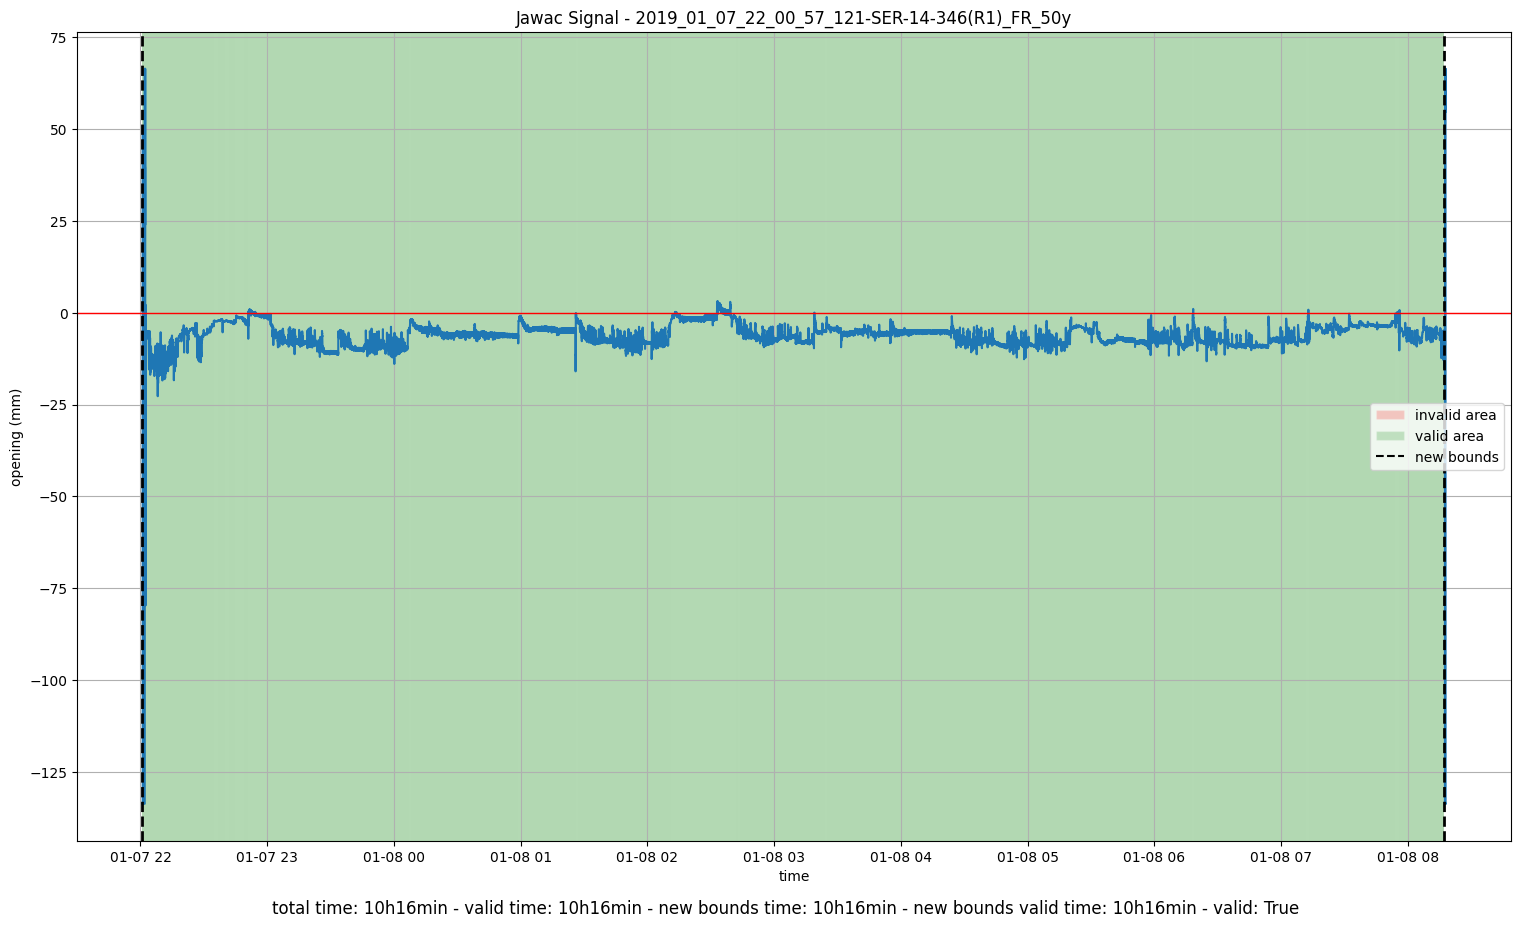 Jawac Signal - 2019_01_07_22_00_57_121-SER-14-346(R1)_FR_50y
75
50
25
0
−25
−50
−75
−100
−125
opening (mm)
invalid area
valid area
new bounds
01-07 22 01-07 23 01-08 00 01-08 01 01-08 02 01-08 03 01-08 04 01-08 05 01-08 06 01-08 07 01-08 08
time
total time: 10h16min - valid time: 10h16min - new bounds time: 10h16min - new bounds valid time: 10h16min - valid: True